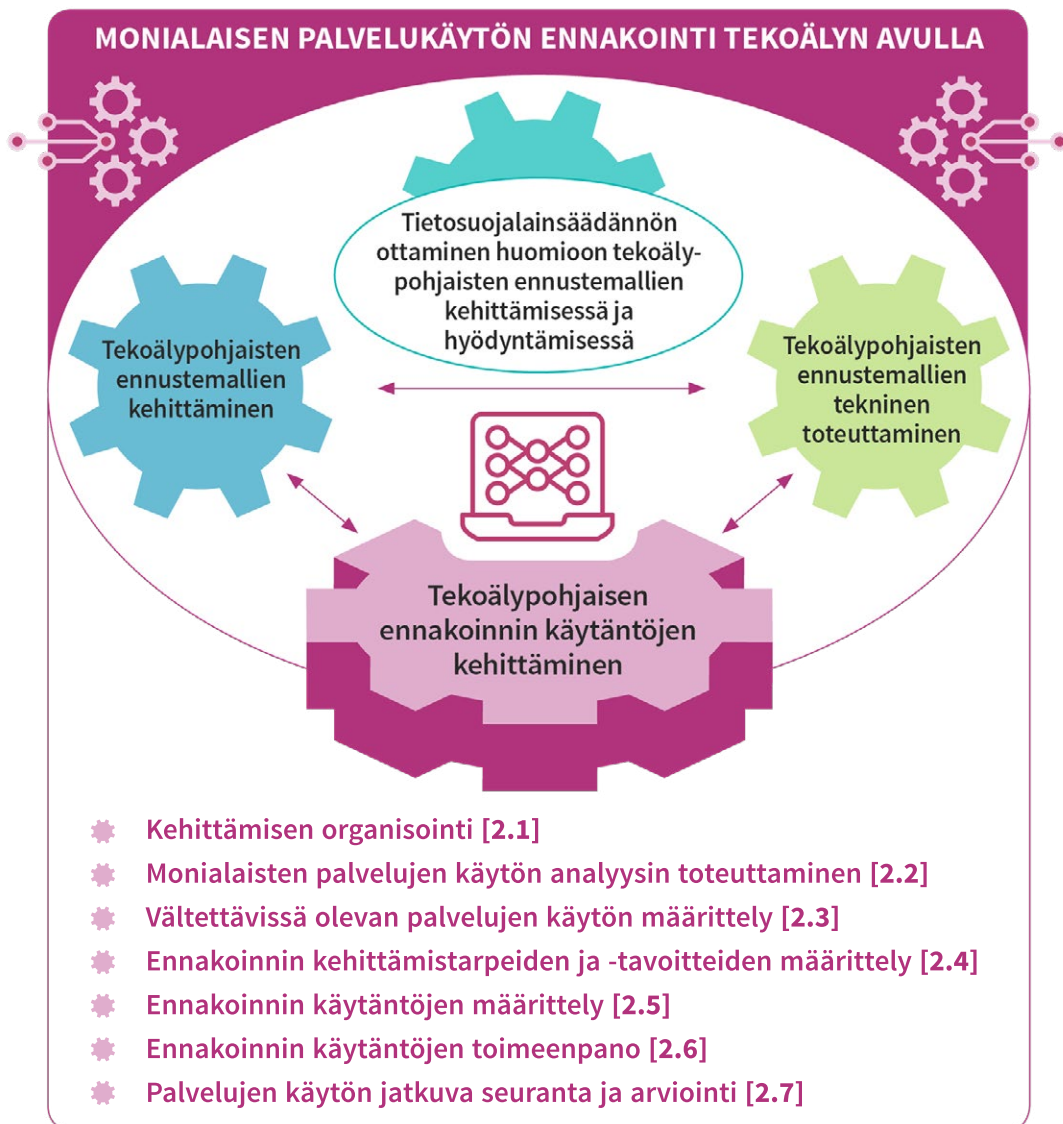 MONIALAISEN PALVELUKÄYTÖN ENNAKOINTI TEKOÄLYN AVULLA
Tietosuojalainsäädännön
ottaminen huomioon tekoäly-
pohjaisten ennustemallien
kehittämisessä ja
hyödyntämisessä
Tekoälypohjaisten
ennustemallien
kehittäminen
Tekoälypohjaisten
ennustemallien
tekninen
toteuttaminen
Tekoälypohjaisen
ennakoinnin käytäntöjen
kehittäminen
Kehittämisen organisointi [2.1]
Monialaisten palvelujen käytön analyysin toteuttaminen [2.2]
Vältettävissä olevan palvelujen käytön määrittely [2.3]
Ennakoinnin kehittämistarpeiden ja -tavoitteiden määrittely [2.4]
Ennakoinnin käytäntöjen määrittely [2.5]
Ennakoinnin käytäntöjen toimeenpano [2.6]
Palvelujen käytön jatkuva seuranta ja arviointi [2.7]